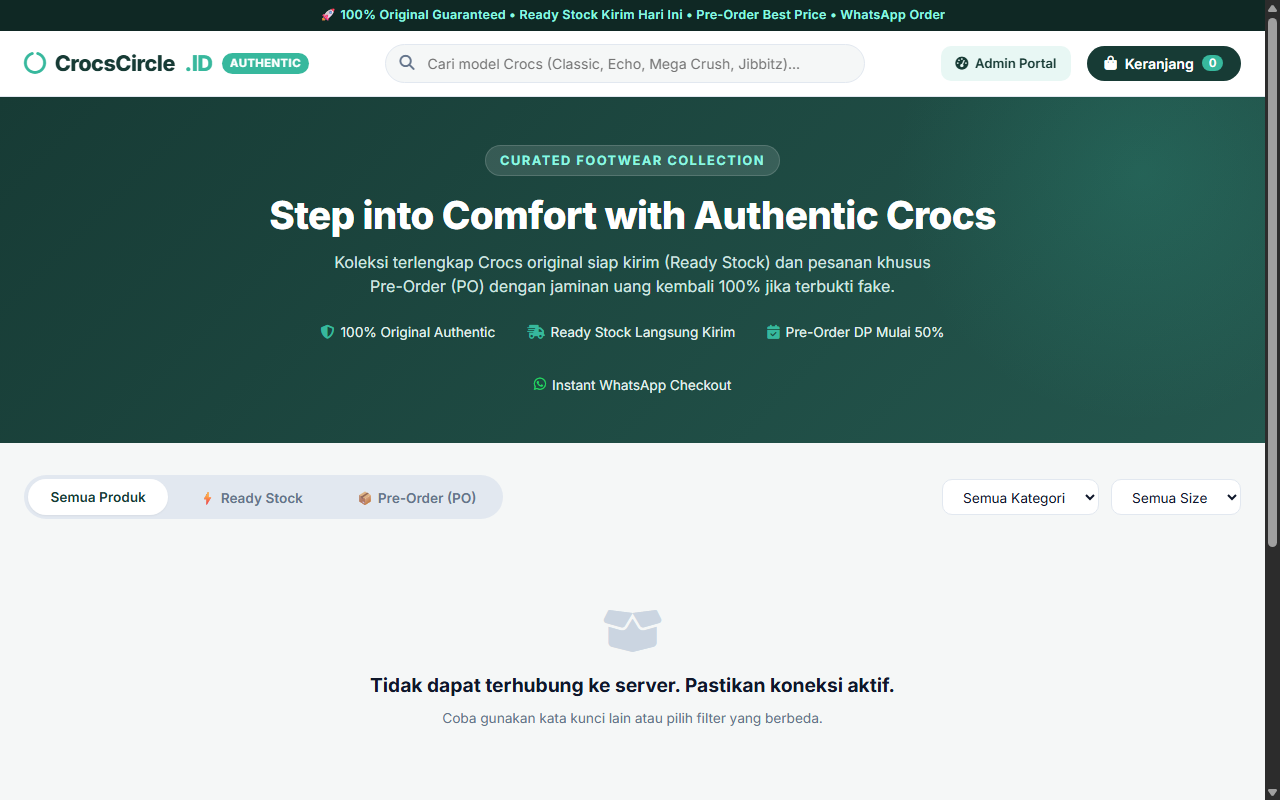 🚀 100% Original Guaranteed • Ready Stock Kirim Hari Ini • Pre-Order Best Price • WhatsApp Order
CrocsCircle .ID AUTHENTIC
Cari model Crocs (Classic, Echo, Mega Crush, Jibbitz)...
Admin Portal
Keranjang 0
CURATED FOOTWEAR COLLECTION
Step into Comfort with Authentic Crocs
Koleksi terlengkap Crocs original siap kirim (Ready Stock) dan pesanan khusus
Pre-Order (PO) dengan jaminan uang kembali 100% jika terbukti fake.
100% Original Authentic
Ready Stock Langsung Kirim
Pre-Order DP Mulai 50%
Instant WhatsApp Checkout
Semua Produk
⚡ Ready Stock
📦 Pre-Order (PO)
Semua Kategori
Semua Size
Tidak dapat terhubung ke server. Pastikan koneksi aktif.
Coba gunakan kata kunci lain atau pilih filter yang berbeda.